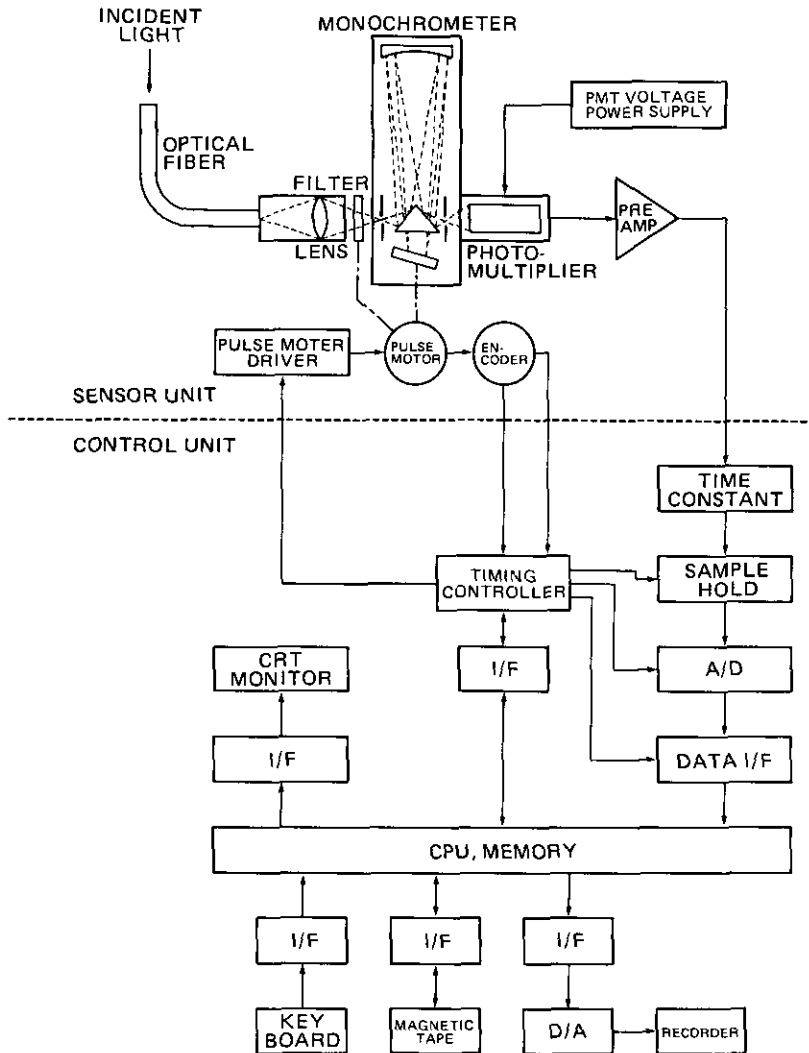 INCIDENT
LIGHT
MONOCHROMETER
PMT VOLTAGE
POWER SUPPLY
OPTICAL
FIBER
FILTER
LENS
PHOTO-
MULTIPLIER
PRE
AMP
PULSE MOTER
DRIVER
PULSE
MOTOR
EN-
CODER
SENSOR UNIT
CONTROL UNIT
TIME
CONSTANT
TIMING
CONTROLLER
SAMPLE
HOLD
CRT
MONITOR
I/F
A/D
I/F
DATA I/F
CPU, MEMORY
I/F
I/F
I/F
KEY
BOARD
MAGNETIC
TAPE
D/A
RECORDER